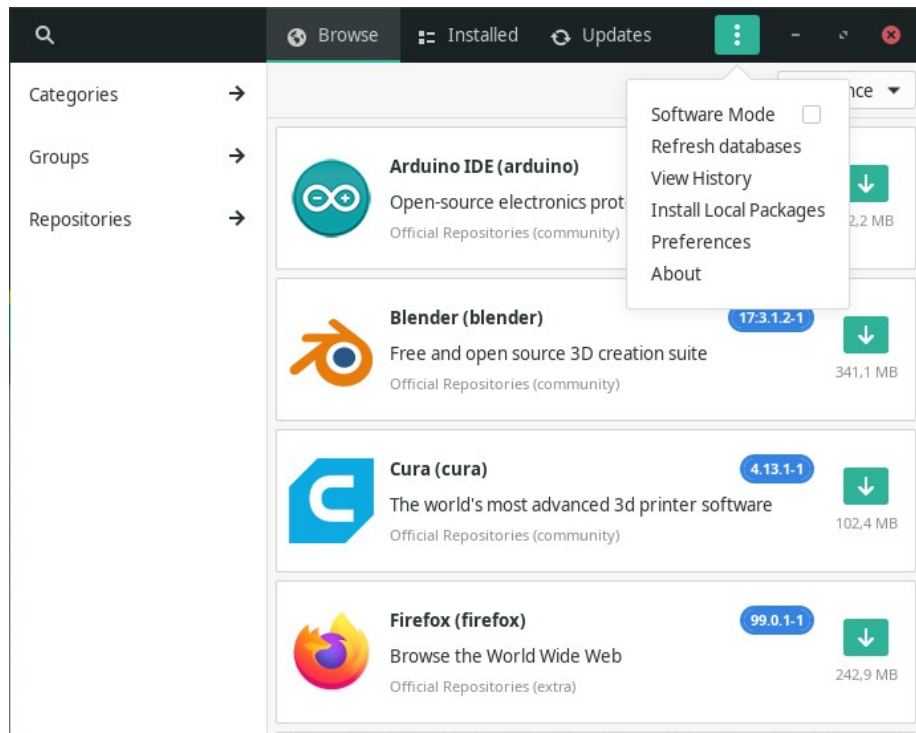 Browse
Installed
Updates
Categories
Groups
Repositories
Software Mode
Refresh databases
View History
Install Local Packages
Preferences
About
Arduino IDE (arduino)
Open-source electronics
Official Repositories (community)
Blender (blender)
17:3.1.2-1
Free and open source 3D creation suite
Official Repositories (community)
341,1 MB
Cura (cura)
4.13.1-1
The world's most advanced 3d printer software
Official Repositories (community)
102,4 MB
Firefox (firefox)
99.0.1-1
Browse the World Wide Web
Official Repositories (extra)
242,9 MB